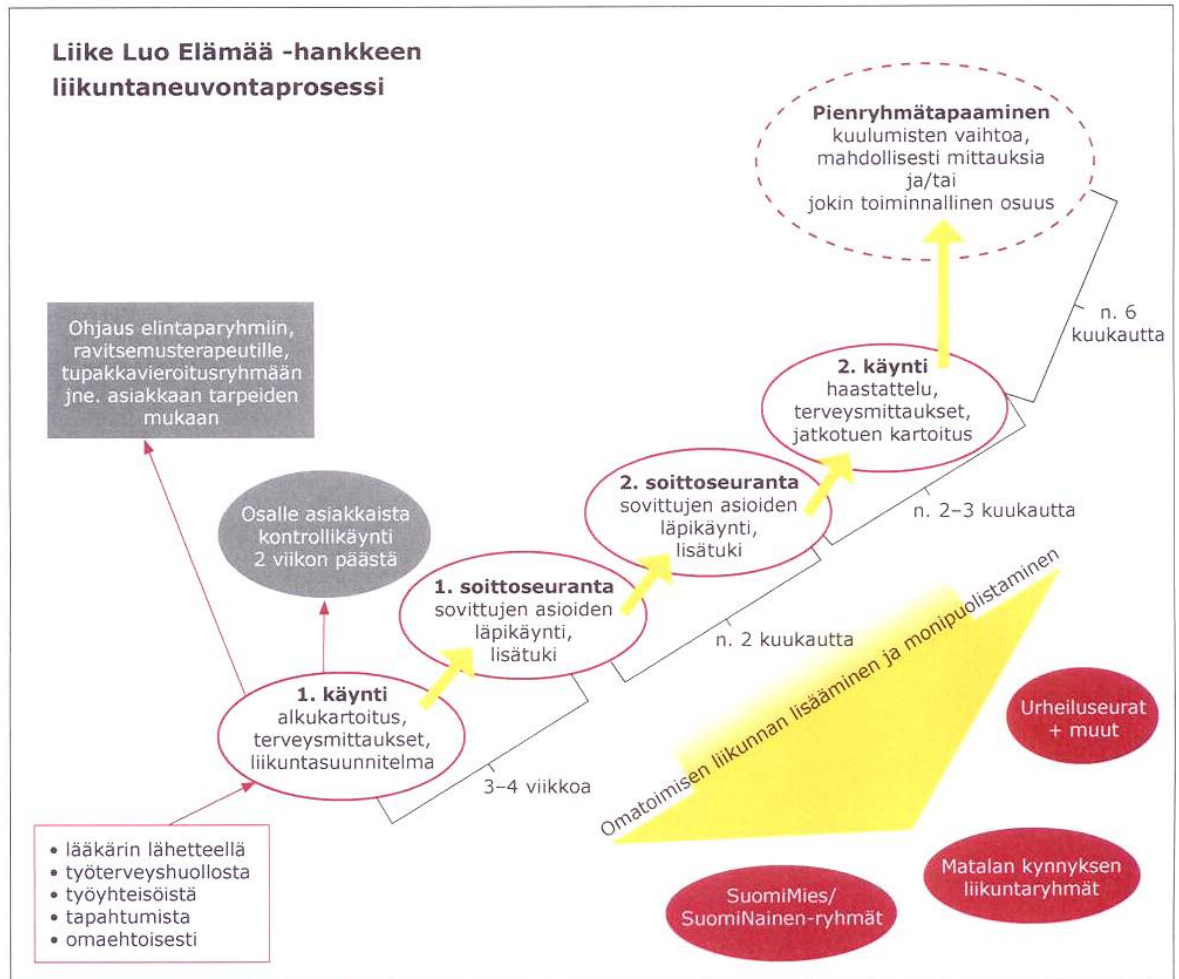 Liike Luo Elämää -hankkeen
liikuntaneuvontaprosessi
Pienryhmätapaaminen
kuulumisten vaihtoa,
mahdollisesti mittauksia
ja/tai
jokin toiminnallinen osuus
n. 6
kuukautta
Ohjaus elintaparyhmiin,
ravitsemusterapeutille,
tupakkavieroitusryhmään
jne. asiakkaan tarpeiden
mukaan
2. käynti
haastattelu,
terveysmittaukset,
jatkotuen kartoitus
n. 2–3 kuukautta
Osalle asiakkaista
kontrollikäynti
2 viikon päästä
2. soittoseuranta
sovittujen asioiden
läpikäynti,
lisätuki
n. 2 kuukautta
1. soittoseuranta
sovittujen asioiden
läpikäynti,
lisätuki
1. käynti
alkukartoitus,
terveysmittaukset,
liikuntasuunnitelma
3–4 viikkoa
• lääkärin lähetteellä
• työterveyshuollosta
• työyhteisöistä
• tapahtumista
• omaehtoisesti
Omatoimisen liikunnan lisääminen ja monipuolistaminen
Urheiluseurat
+ muut
Matalan kynnyksen
liikuntaryhmät
SuomiMies/
SuomiNainen-ryhmät